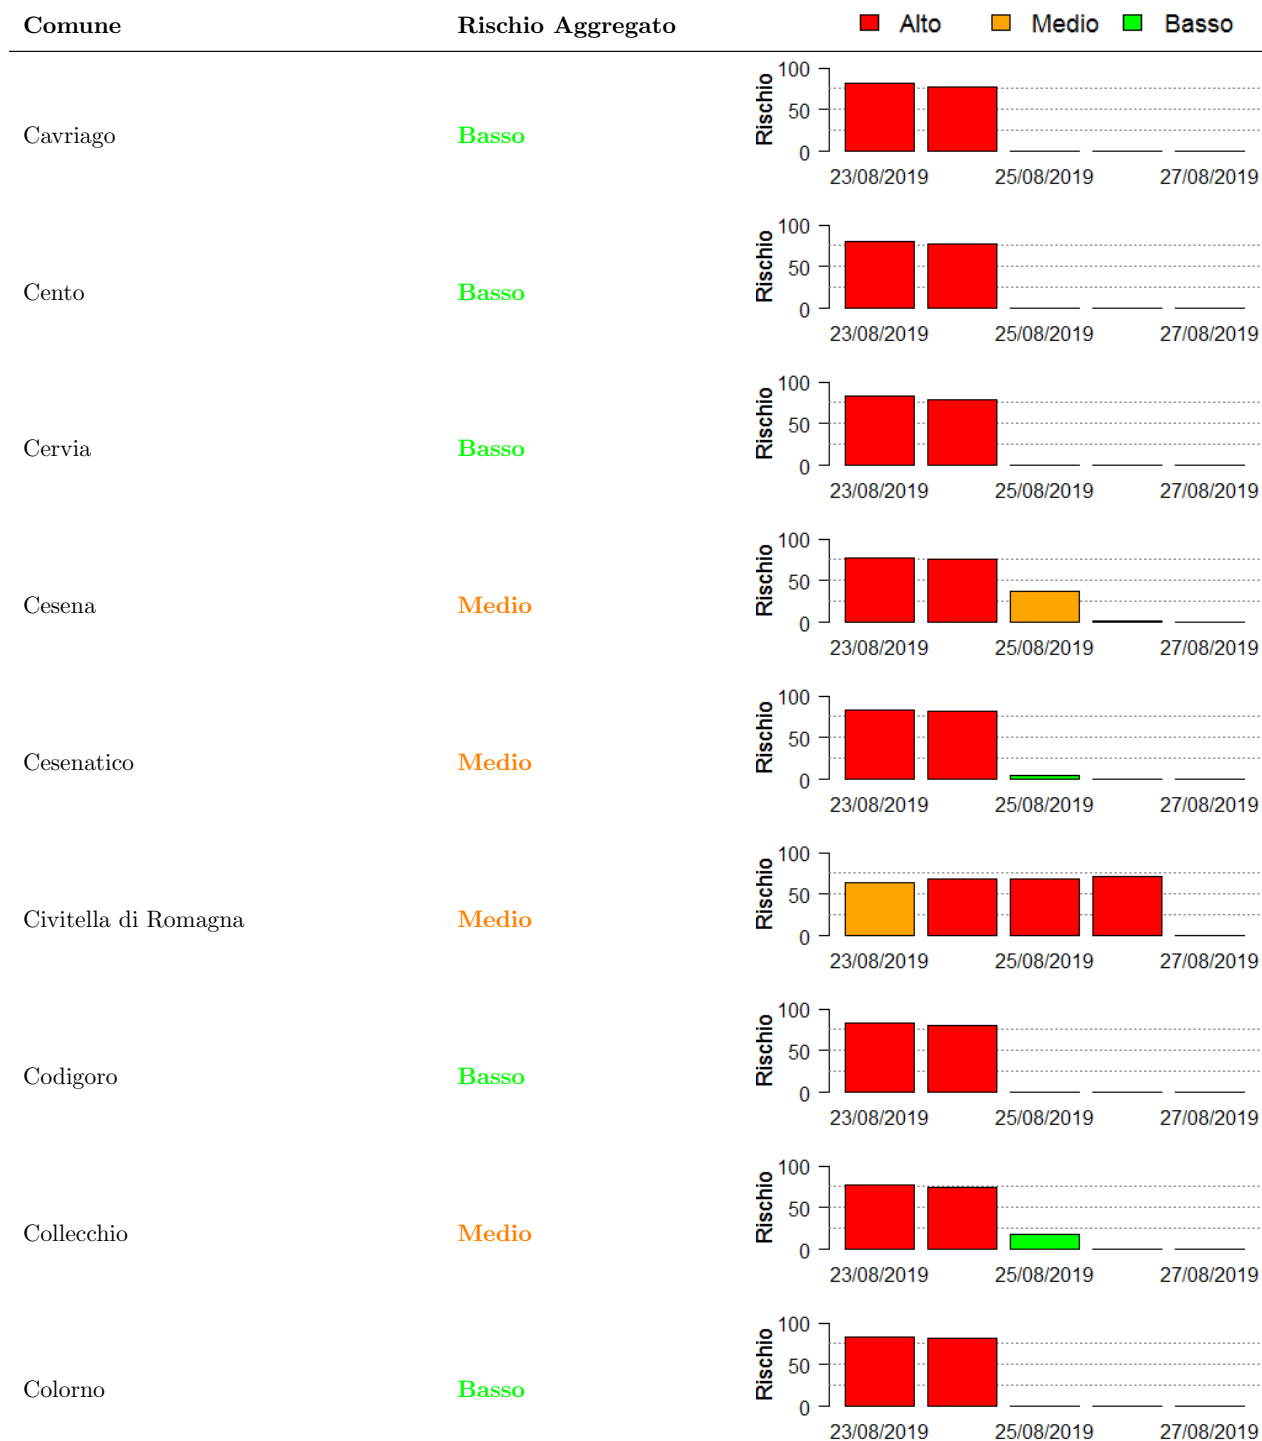 Comune Rischio Aggregato Alto Medio Basso
100
50
0
Rischio
Cavriago Basso
23/08/2019 25/08/2019 27/08/2019
100
50
0
Rischio
Cento Basso
23/08/2019 25/08/2019 27/08/2019
100
50
0
Rischio
Cervia Basso
23/08/2019 25/08/2019 27/08/2019
100
50
0
Rischio
Cesena Medio
23/08/2019 25/08/2019 27/08/2019
100
50
0
Rischio
Cesenatico Medio
23/08/2019 25/08/2019 27/08/2019
100
50
0
Rischio
Civitella di Romagna Medio
23/08/2019 25/08/2019 27/08/2019
100
50
0
Rischio
Codigoro Basso
23/08/2019 25/08/2019 27/08/2019
100
50
0
Rischio
Collecchio Medio
23/08/2019 25/08/2019 27/08/2019
100
50
0
Rischio
Colorno Basso
23/08/2019 25/08/2019 27/08/2019